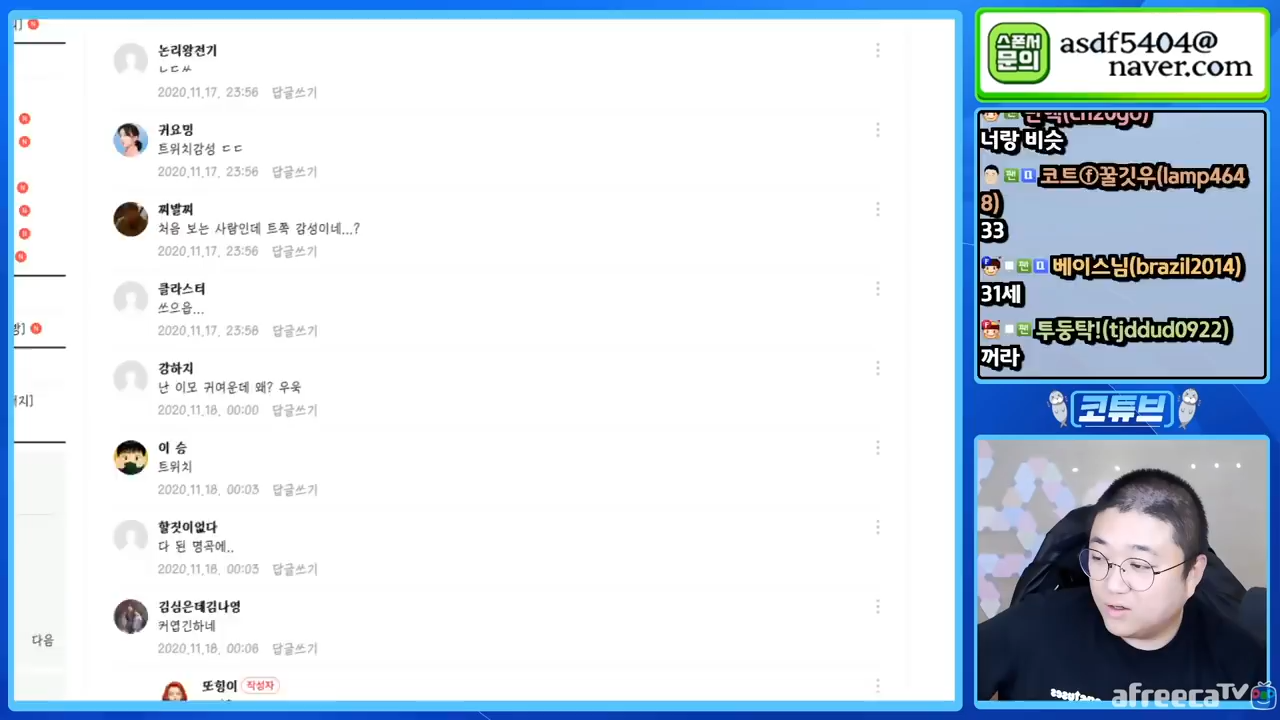 논리왕전기
ㄴㄷㅆ
2020.11.17. 23:56 답글쓰기
귀요밍
트위치감성 ㄷㄷ
2020.11.17. 23:56 답글쓰기
찌발찌
처음 보는 사람인데 트쪽 감성이네...?
2020.11.17. 23:56 답글쓰기
클라스터
쓰으읍...
2020.11.17. 23:58 답글쓰기
강하지
난 이모 귀여운데 왜? 우욱
2020.11.18. 00:00 답글쓰기
이 승
트위치
2020.11.18. 00:03 답글쓰기
할짓이없다
다 된 명곡에..
2020.11.18. 00:03 답글쓰기
김심은데김나영
커엽긴하네
2020.11.18. 00:06 답글쓰기
또힝이 작성자
다음
스폰서
문의
asdf5404@
naver.com
너랑 비슷
팬 코트ⓕ꿀깃우(lamp464
8)
33
팬 베이스님(brazil2014)
31세
팬 투둥탁!(tjddud0922)
꺼라
코튜브
afreecaTV